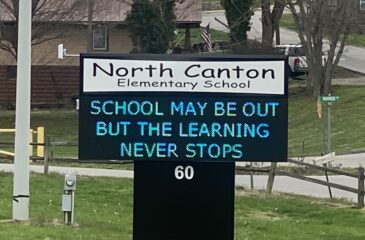 North Canton
Elementary School
SCHOOL MAY BE OUT
BUT THE LEARNING
NEVER STOPS
60